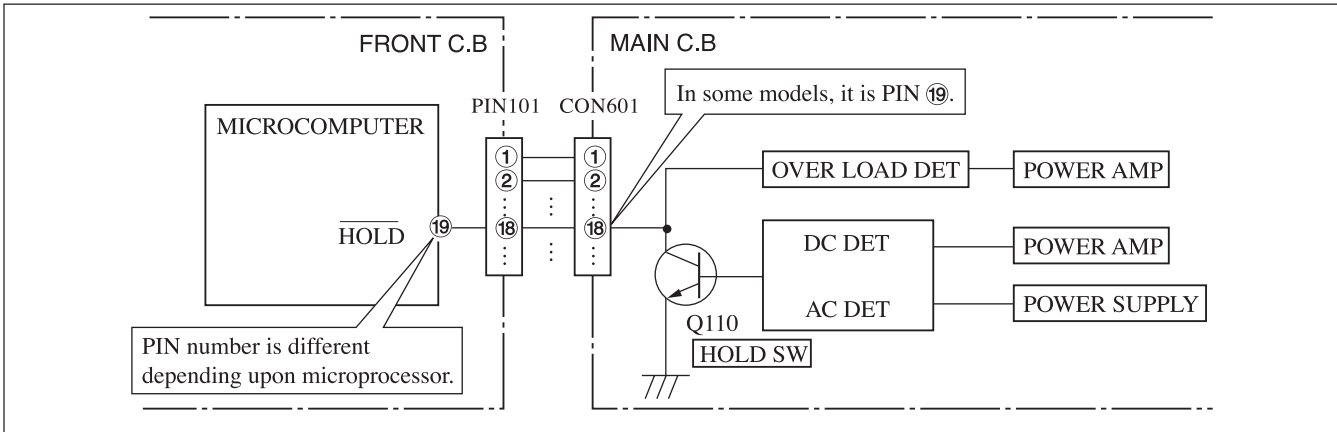 FRONT C.B
MAIN C.B
PIN101
CON601
In some models, it is PIN ⑲.
MICROCOMPUTER
①
①
②
②
HOLD
⑲
⑱
⑱
OVER LOAD DET
POWER AMP
DC DET
POWER AMP
AC DET
POWER SUPPLY
Q110
HOLD SW
PIN number is different
depending upon microprocessor.